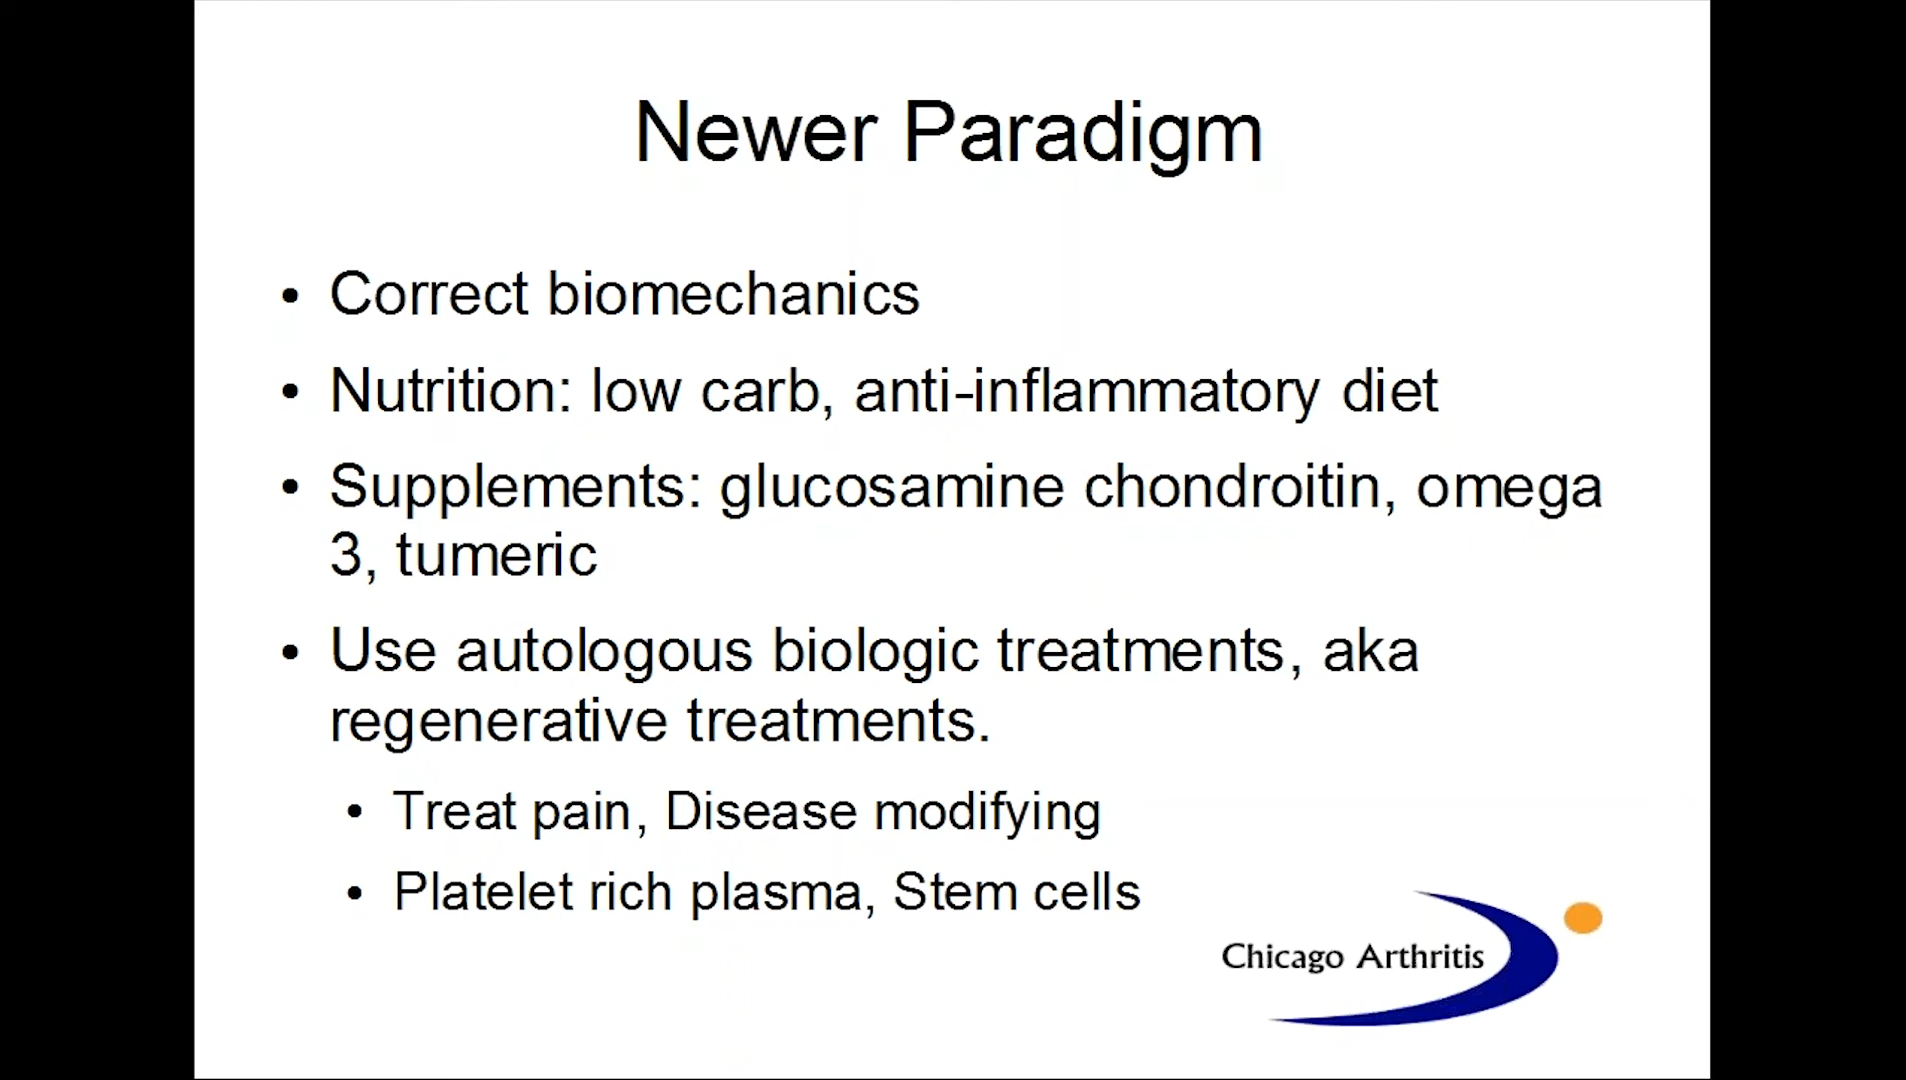 Newer Paradigm
• Correct biomechanics
• Nutrition: low carb, anti-inflammatory diet
• Supplements: glucosamine chondroitin, omega
3, tumeric
• Use autologous biologic treatments, aka
regenerative treatments.
• Treat pain, Disease modifying
• Platelet rich plasma, Stem cells
Chicago Arthritis